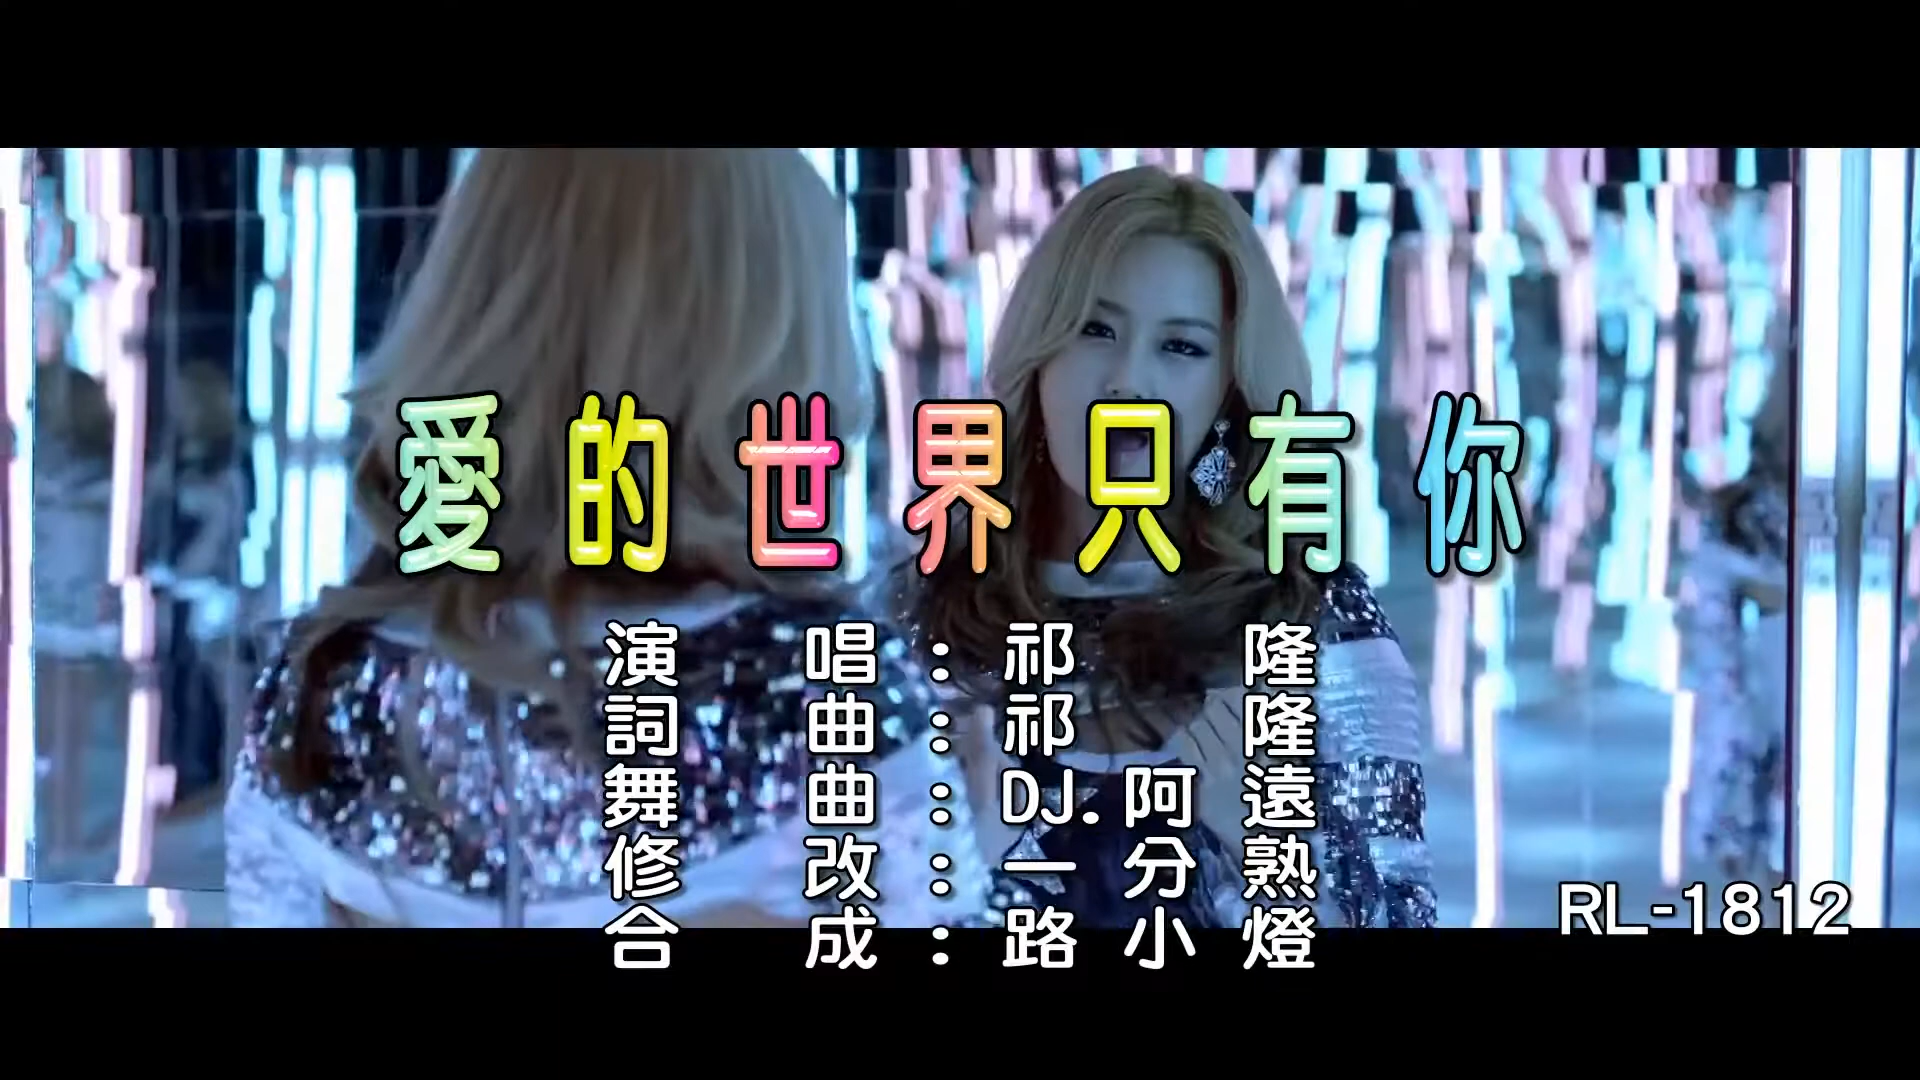 愛的世界只有你
演唱:祁隆
詞曲:祁隆
舞曲:DJ.阿遠
修改:一分熟
合成:路小燈
RL-1812